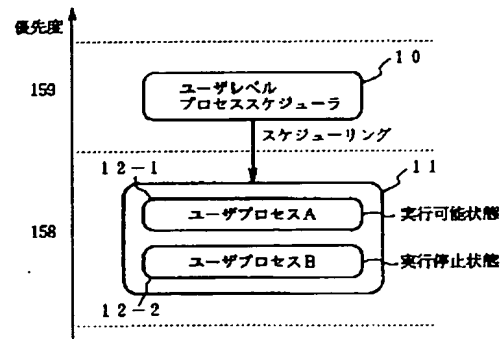 優先度
10
159
ユーザレベル
プロセススケジューラ
スケジューリング
12-1
11
158
ユーザプロセスA
実行可能状態
ユーザプロセスB
実行停止状態
12-2